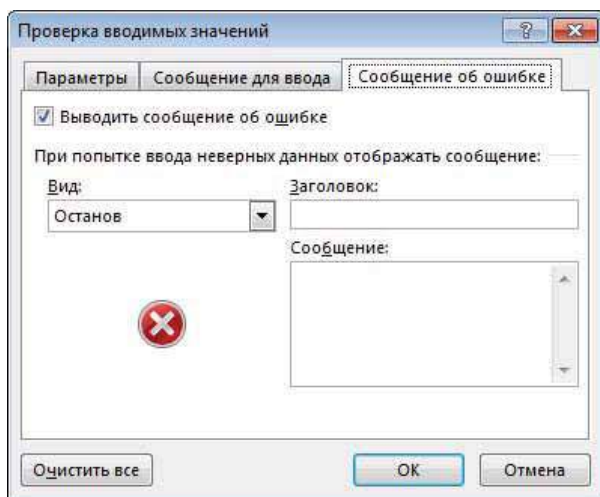 Проверка вводимых значений
Параметры Сообщение для ввода Сообщение об ошибке
Выводить сообщение об ошибке
При попытке ввода неверных данных отображать сообщение:
Вид: Заголовок:
Останов
Сообщение:
Очистить все ОК Отмена